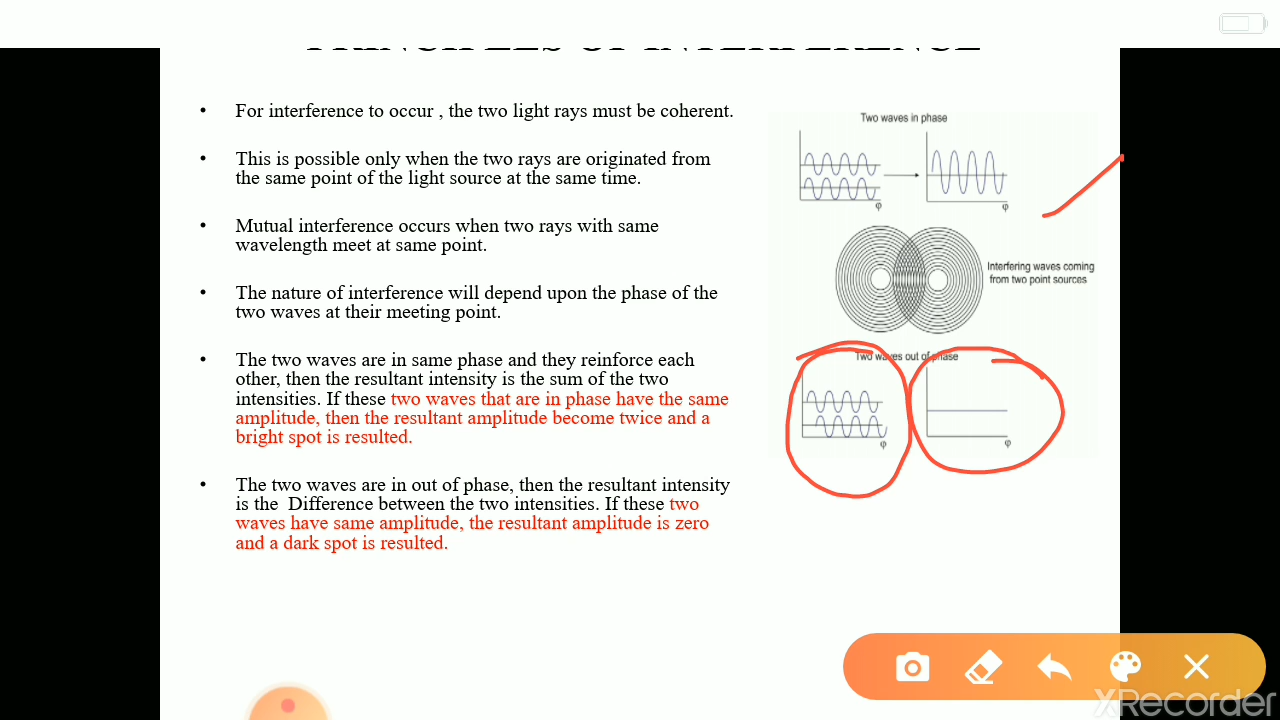 PRINCIPLES OF INTERFERENCE
• For interference to occur , the two light rays must be coherent.
• This is possible only when the two rays are originated from
the same point of the light source at the same time.
• Mutual interference occurs when two rays with same
wavelength meet at same point.
• The nature of interference will depend upon the phase of the
two waves at their meeting point.
• The two waves are in same phase and they reinforce each
other, then the resultant intensity is the sum of the two
intensities. If these two waves that are in phase have the same
amplitude, then the resultant amplitude become twice and a
bright spot is resulted.
• The two waves are in out of phase, then the resultant intensity
is the Difference between the two intensities. If these two
waves have same amplitude, the resultant amplitude is zero
and a dark spot is resulted.
Two waves in phase
φ φ
Interfering waves coming
from two point sources
Two waves out of phase
φ φ
XRecorder